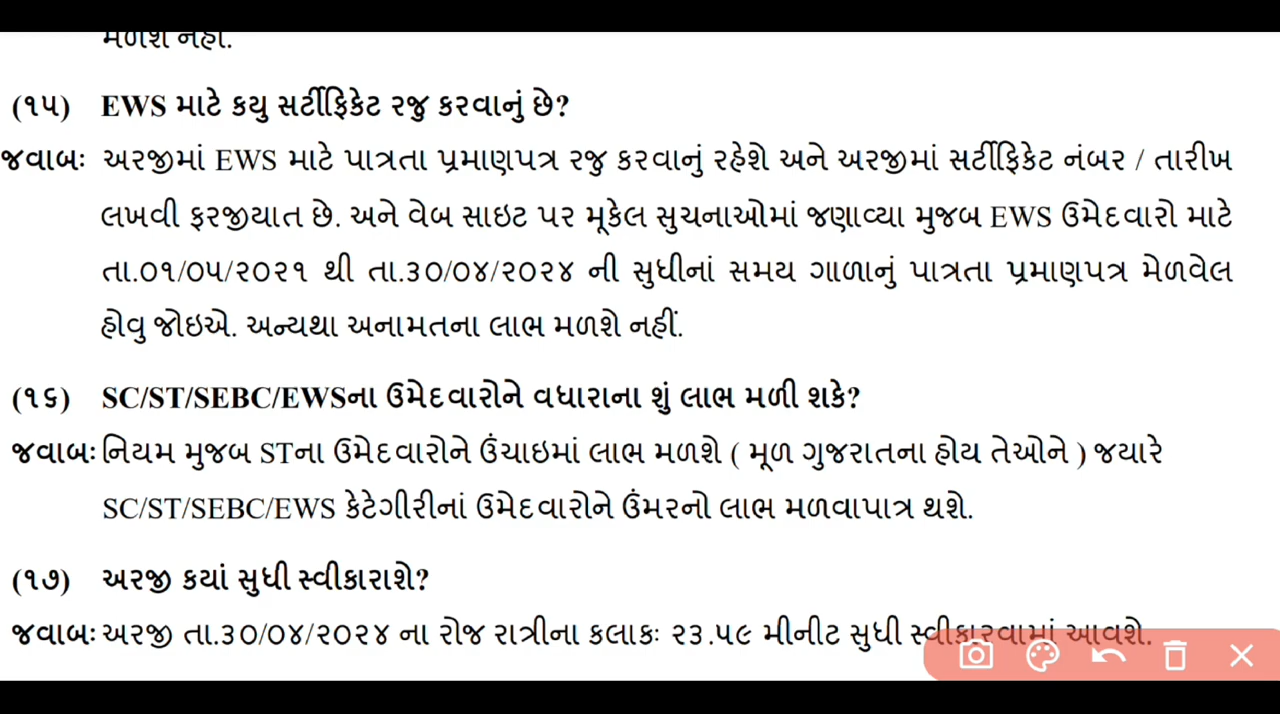 મળશે નહી.
(૧૫) EWS માટે કયુ સર્ટીફિકેટ રજુ કરવાનું છે?
જવાબઃ અરજીમાં EWS માટે પાત્રતા પ્રમાણપત્ર રજુ કરવાનું રહેશે અને અરજીમાં સર્ટીફિકેટ નંબર / તારીખ
લખવી ફરજીયાત છે. અને વેબ સાઇટ પર મૂકેલ સુચનાઓમાં જણાવ્યા મુજબ EWS ઉમેદવારો માટે
તા.૦૧/૦૫/૨૦૨૧ થી તા.૩૦/૦૪/૨૦૨૪ ની સુધીનાં સમય ગાળાનું પાત્રતા પ્રમાણપત્ર મેળવેલ
હોવુ જોઇએ. અન્યથા અનામતના લાભ મળશે નહીં.
(૧૬) SC/ST/SEBC/EWSના ઉમેદવારોને વધારાના શું લાભ મળી શકે?
જવાબઃ નિયમ મુજબ STના ઉમેદવારોને ઉંચાઇમાં લાભ મળશે ( મૂળ ગુજરાતના હોય તેઓને ) જયારે
SC/ST/SEBC/EWS કેટેગીરીનાં ઉમેદવારોને ઉંમરનો લાભ મળવાપાત્ર થશે.
(૧૭) અરજી કયાં સુધી સ્વીકારાશે?
જવાબઃ અરજી તા.૩૦/૦૪/૨૦૨૪ ના રોજ રાત્રીના કલાકઃ ૨૩.૫૯ મીનીટ સુધી સ્વીકારવામાં આવશે.